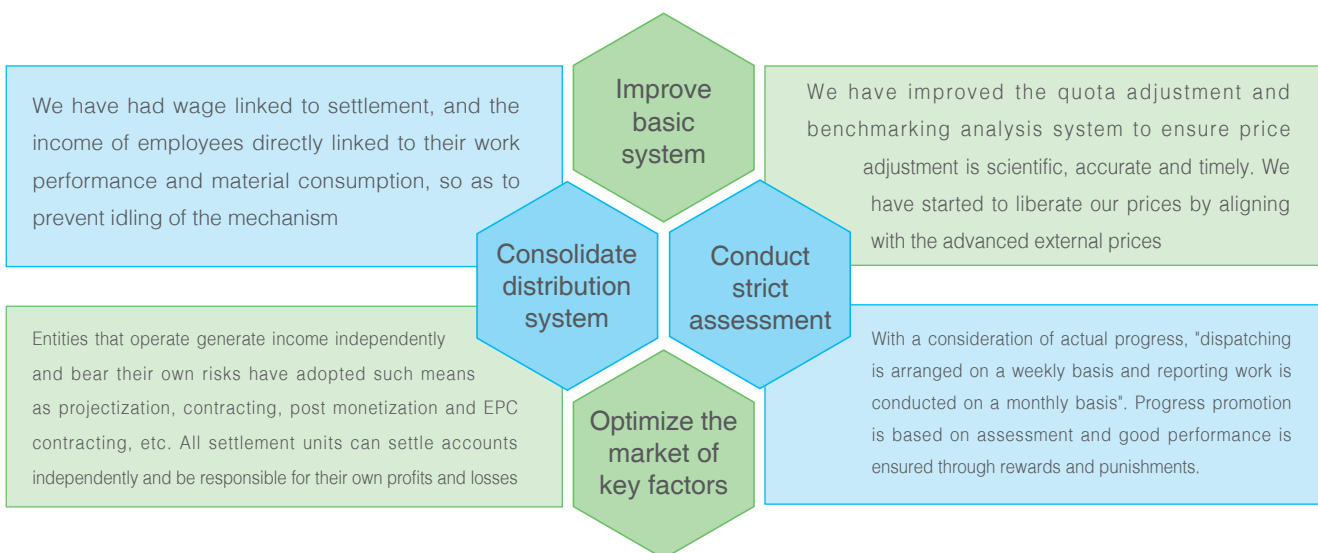 Improve
basic
system
We have had wage linked to settlement, and the
income of employees directly linked to their work
performance and material consumption, so as to
prevent idling of the mechanism
We have improved the quota adjustment and
benchmarking analysis system to ensure price
adjustment is scientific, accurate and timely. We
have started to liberate our prices by aligning
with the advanced external prices
Consolidate
distribution
system
Conduct
strict
assessment
Entities that operate generate income independently
and bear their own risks have adopted such means
as projectization, contracting, post monetization and EPC
contracting, etc. All settlement units can settle accounts
independently and be responsible for their own profits and losses
With a consideration of actual progress, "dispatching
is arranged on a weekly basis and reporting work is
conducted on a monthly basis". Progress promotion
is based on assessment and good performance is
ensured through rewards and punishments.
Optimize the
market of
key factors